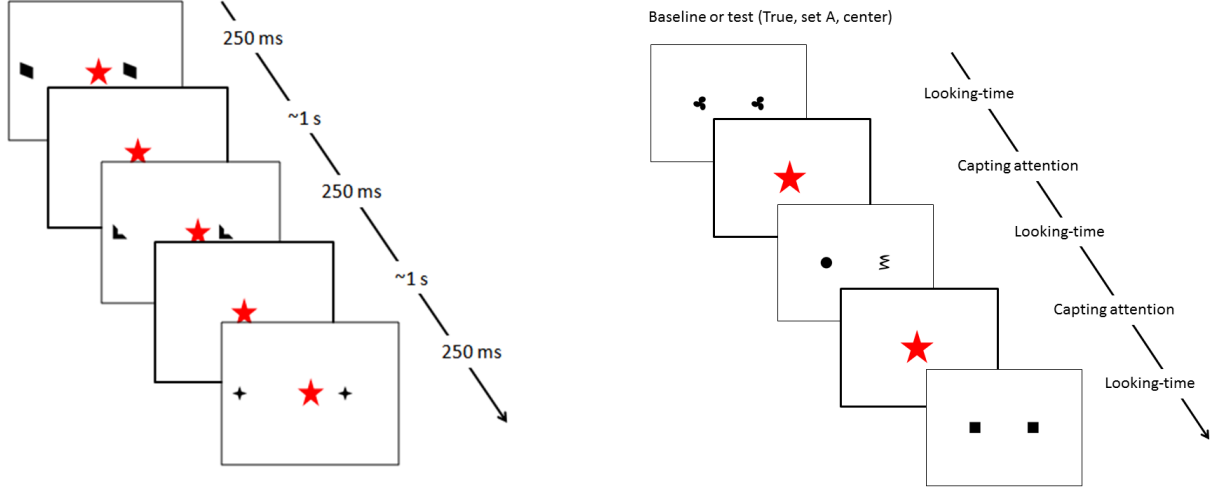 250 ms
~1 s
250 ms
~1 s
250 ms
Baseline or test (True, set A, center)
Looking-time
Capting attention
Looking-time
Capting attention
Looking-time